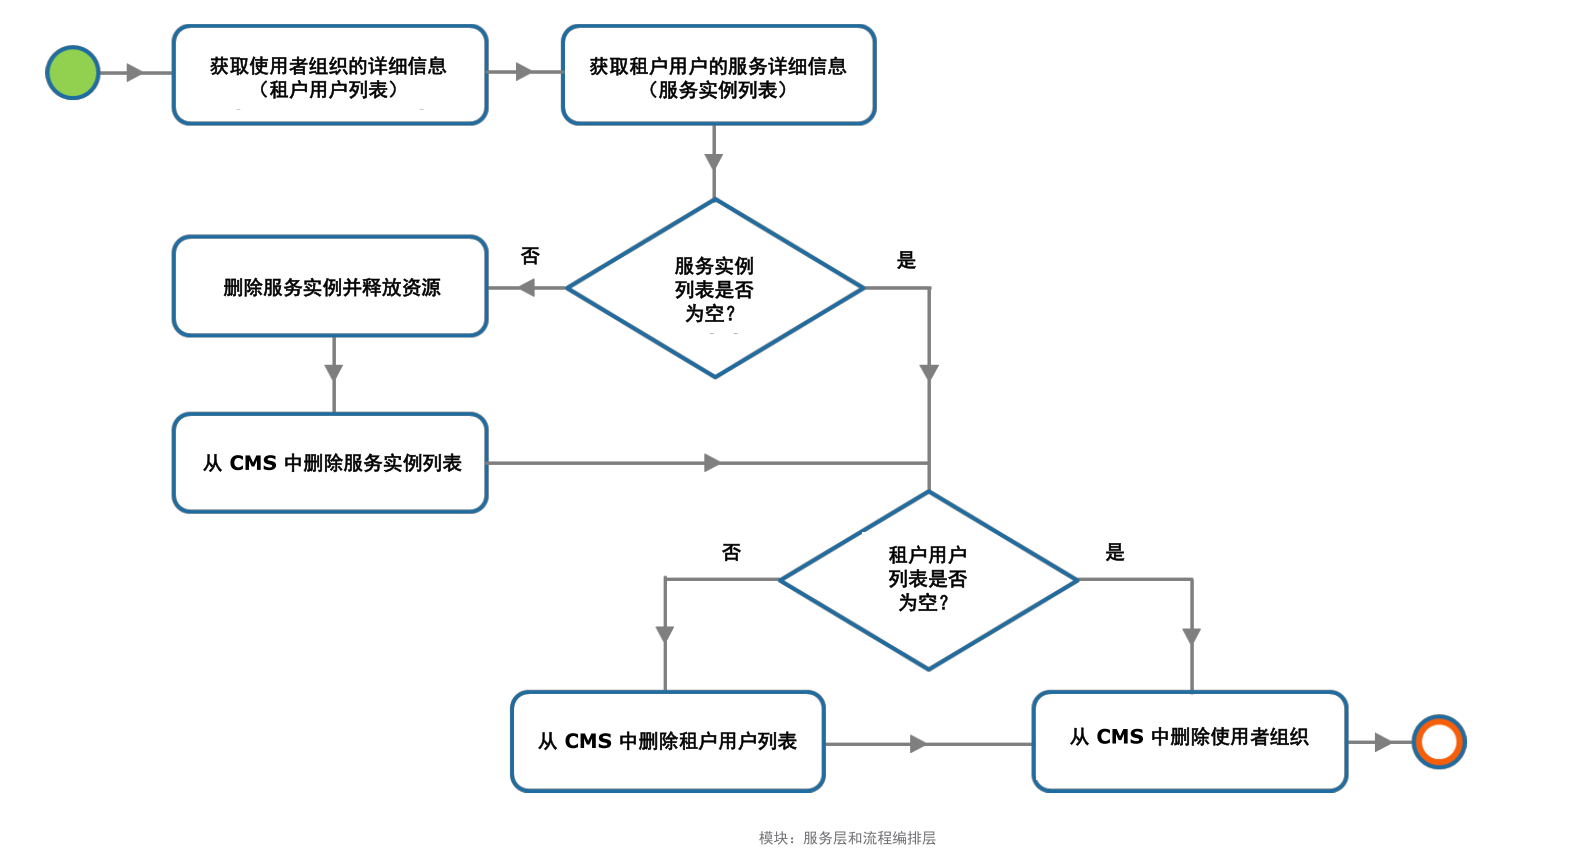 获取使用者组织的详细信息
（租户用户列表）
获取租户用户的服务详细信息
（服务实例列表）
否
是
服务实例
列表是否
为空？
删除服务实例并释放资源
从 CMS 中删除服务实例列表
否
是
租户用户
列表是否
为空？
从 CMS 中删除租户用户列表
从 CMS 中删除使用者组织
模块：服务层和流程编排层